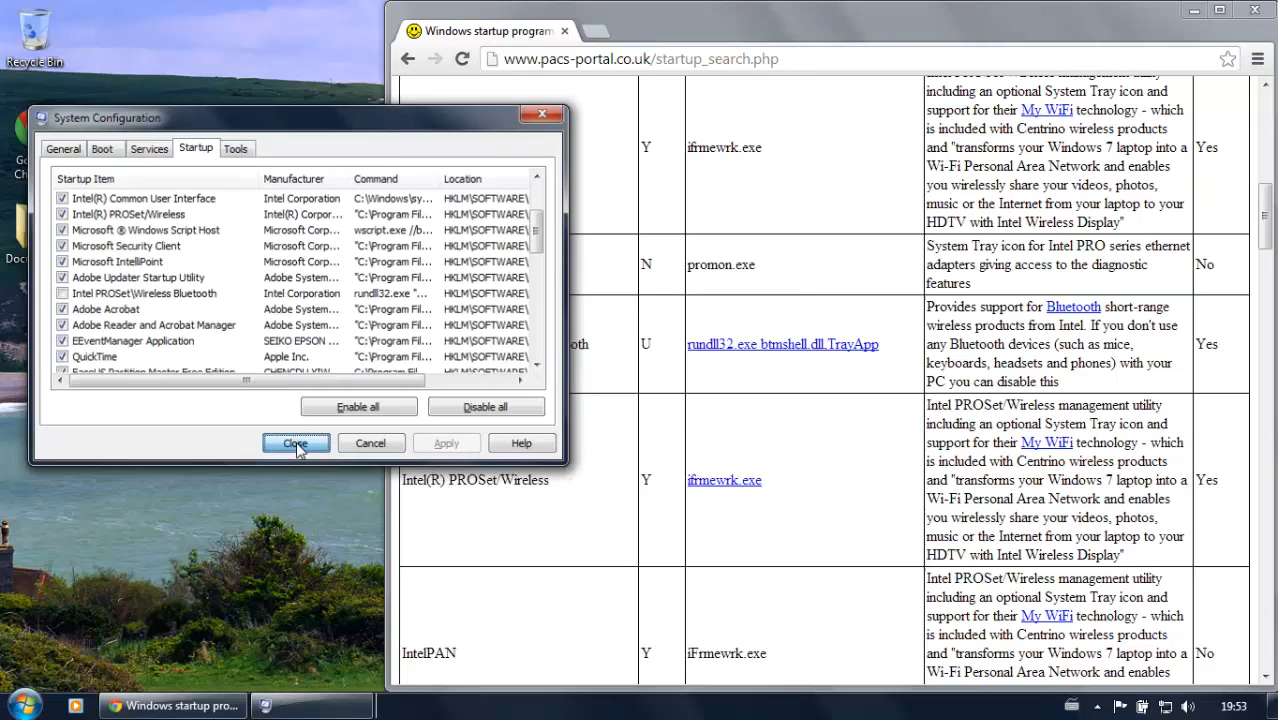 Recycle Bin
Go
Ch
Docu
System Configuration
General
Boot
Services
Startup
Tools
Startup Item Manufacturer Command Location
Intel(R) Common User Interface Intel Corporation C:\Windows\sy... HKLM\SOFTWARE\
Intel(R) PROSet/Wireless Intel(R) Corpor... "C:\Program Fil... HKLM\SOFTWARE\
Microsoft ® Windows Script Host Microsoft Corp... wscript.exe //b... HKLM\SOFTWARE\
Microsoft Security Client Microsoft Corp... "C:\Program Fil... HKLM\SOFTWARE\
Microsoft IntelliPoint Microsoft Corp... "C:\Program Fil... HKLM\SOFTWARE\
Adobe Updater Startup Utility Adobe System... "C:\Program Fil... HKLM\SOFTWARE\
Intel PROSet\Wireless Bluetooth Intel Corporation rundll32.exe "... HKLM\SOFTWARE\
Adobe Acrobat Adobe System... "C:\Program Fil... HKLM\SOFTWARE\
Adobe Reader and Acrobat Manager Adobe System... "C:\Program Fil... HKLM\SOFTWARE\
EEventManager Application SEIKO EPSON ... "C:\Program Fil... HKLM\SOFTWARE\
QuickTime Apple Inc. "C:\Program Fil... HKLM\SOFTWARE\
EaseUS Partition Master Free Edition
Enable all
Disable all
Close
Cancel
Apply
Help
Windows startup program
www.pacs-portal.co.uk/startup_search.php
including an optional System Tray icon and
support for their My WiFi technology - which
is included with Centrino wireless products
Y ifrmewrk.exe and "transforms your Windows 7 laptop into a Yes
Wi-Fi Personal Area Network and enables
you wirelessly share your videos, photos,
music or the Internet from your laptop to your
HDTV with Intel Wireless Display"
System Tray icon for Intel PRO series ethernet
N promon.exe adapters giving access to the diagnostic No
features
Provides support for Bluetooth short-range
wireless products from Intel. If you don't use
ooth U rundll32.exe btmshell.dll.TrayApp any Bluetooth devices (such as mice, Yes
keyboards, headsets and phones) with your
PC you can disable this
Intel PROSet/Wireless management utility
including an optional System Tray icon and
support for their My WiFi technology - which
is included with Centrino wireless products
Intel(R) PROSet/Wireless Y ifrmewrk.exe and "transforms your Windows 7 laptop into a Yes
Wi-Fi Personal Area Network and enables
you wirelessly share your videos, photos,
music or the Internet from your laptop to your
HDTV with Intel Wireless Display"
Intel PROSet/Wireless management utility
including an optional System Tray icon and
support for their My WiFi technology - which
is included with Centrino wireless products
IntelPAN Y iFrmewrk.exe and "transforms your Windows 7 laptop into a No
Wi-Fi Personal Area Network and enables
Windows startup pro...
19:53